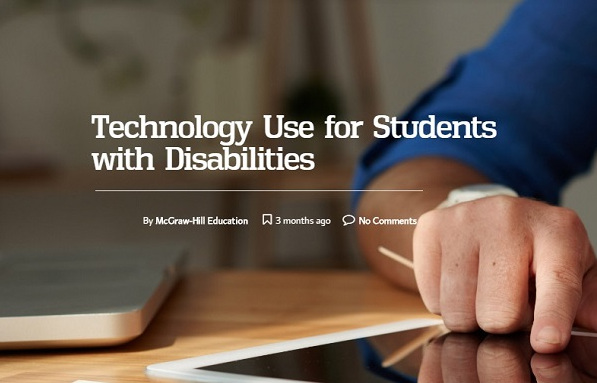 Technology Use for Students
with Disabilities
By McGraw-Hill Education 3 months ago No Comments